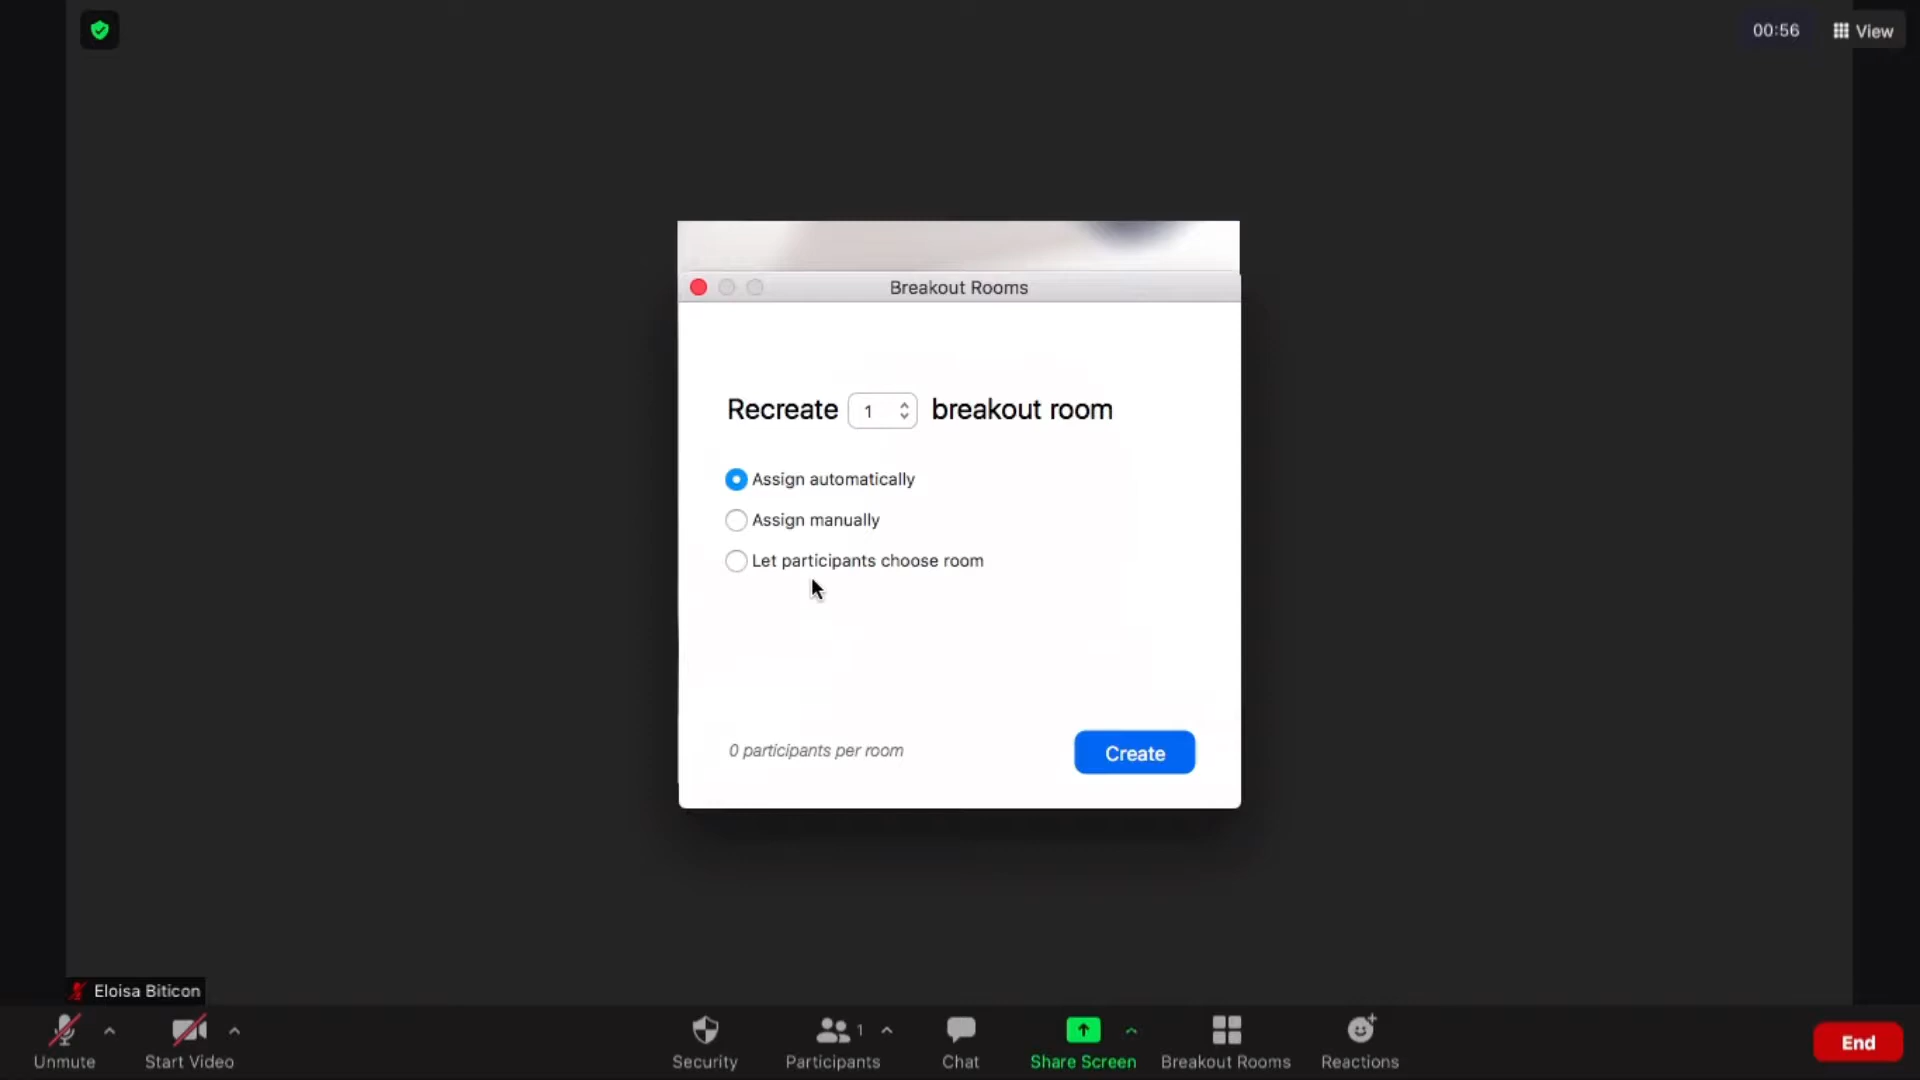 00:56
View
Breakout Rooms
Recreate 1 breakout room
Assign automatically
Assign manually
Let participants choose room
0 participants per room
Create
Eloisa Biticon
Unmute
Start Video
Security
1
Participants
Chat
Share Screen
Breakout Rooms
Reactions
End